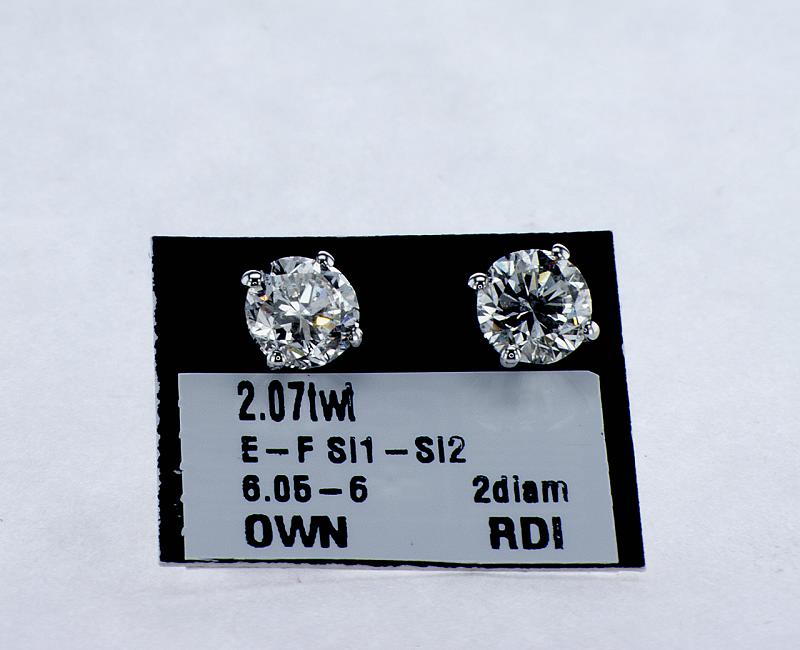 2.07twt
E-F SI1-SI2
6.05-6 2diam
OWN RDI